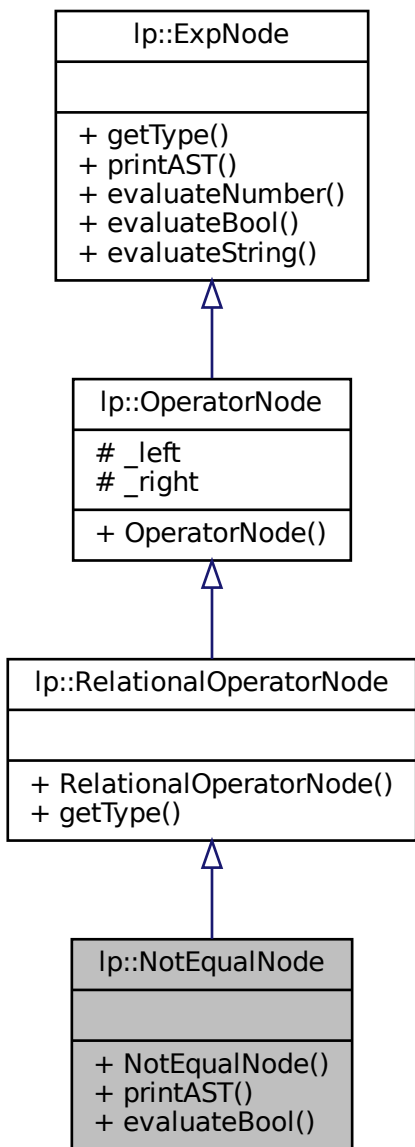 lp::ExpNode
+ getType()
+ printAST()
+ evaluateNumber()
+ evaluateBool()
+ evaluateString()
lp::OperatorNode
# _left
# _right
+ OperatorNode()
lp::RelationalOperatorNode
+ RelationalOperatorNode()
+ getType()
lp::NotEqualNode
+ NotEqualNode()
+ printAST()
+ evaluateBool()